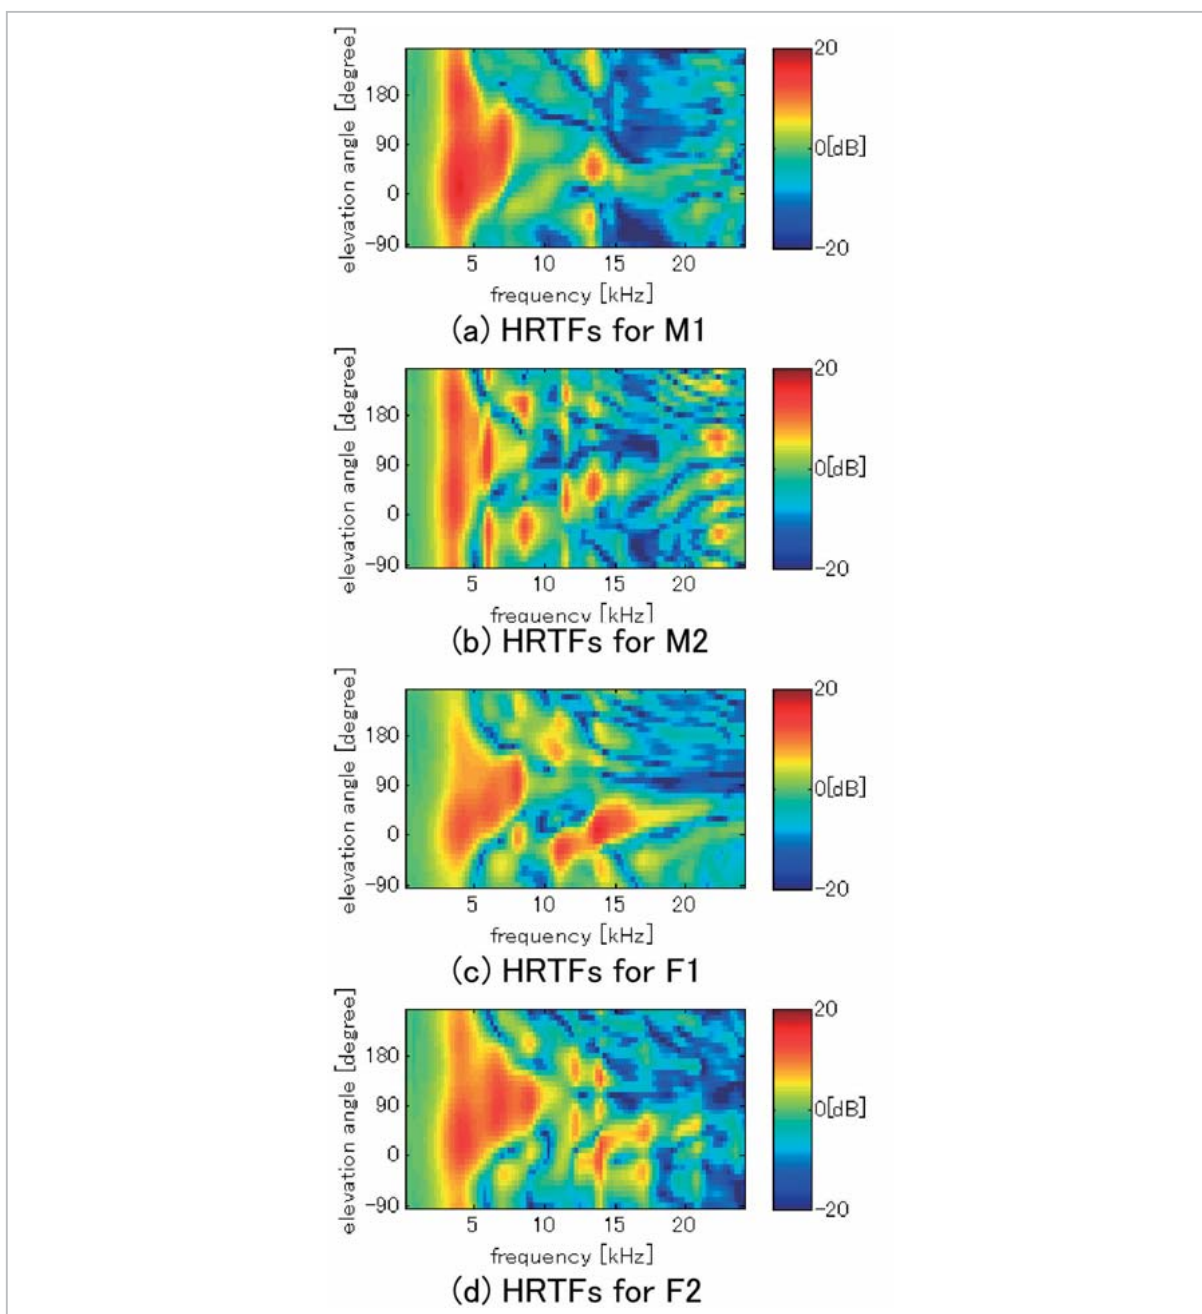 elevation angle [degree]
180
90
0
-90
5 10 15 20
frequency [kHz]
20
0[dB]
-20
(a) HRTFs for M1
elevation angle [degree]
180
90
0
-90
5 10 15 20
frequency [kHz]
20
0[dB]
-20
(b) HRTFs for M2
elevation angle [degree]
180
90
0
-90
5 10 15 20
frequency [kHz]
20
0[dB]
-20
(c) HRTFs for F1
elevation angle [degree]
180
90
0
-90
5 10 15 20
frequency [kHz]
20
0[dB]
-20
(d) HRTFs for F2